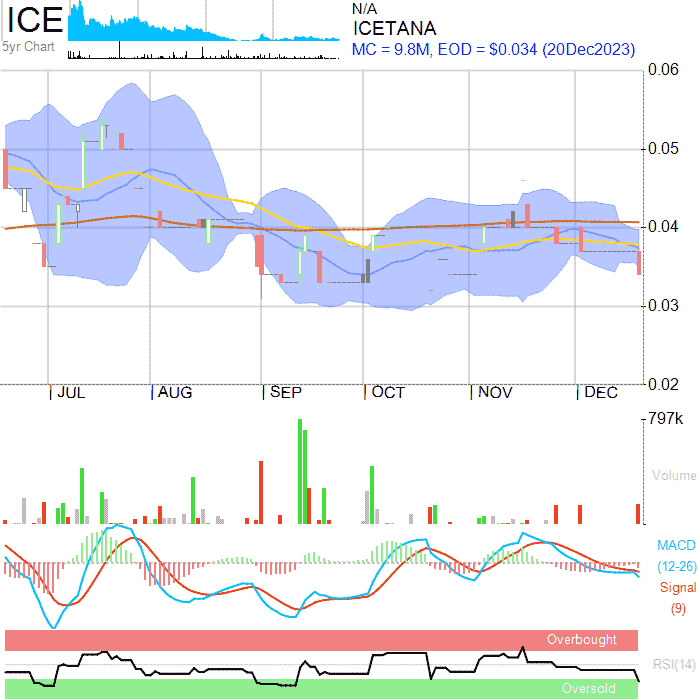 ICE
5yr Chart
N/A
ICETANA
MC = 9.8M, EOD = $0.034 (20Dec2023)
0.06
0.05
0.04
0.03
0.02
JUL AUG SEP OCT NOV DEC
797k
Volume
MACD
(12-26)
Signal
(9)
Overbought
RSI(14)
Oversold